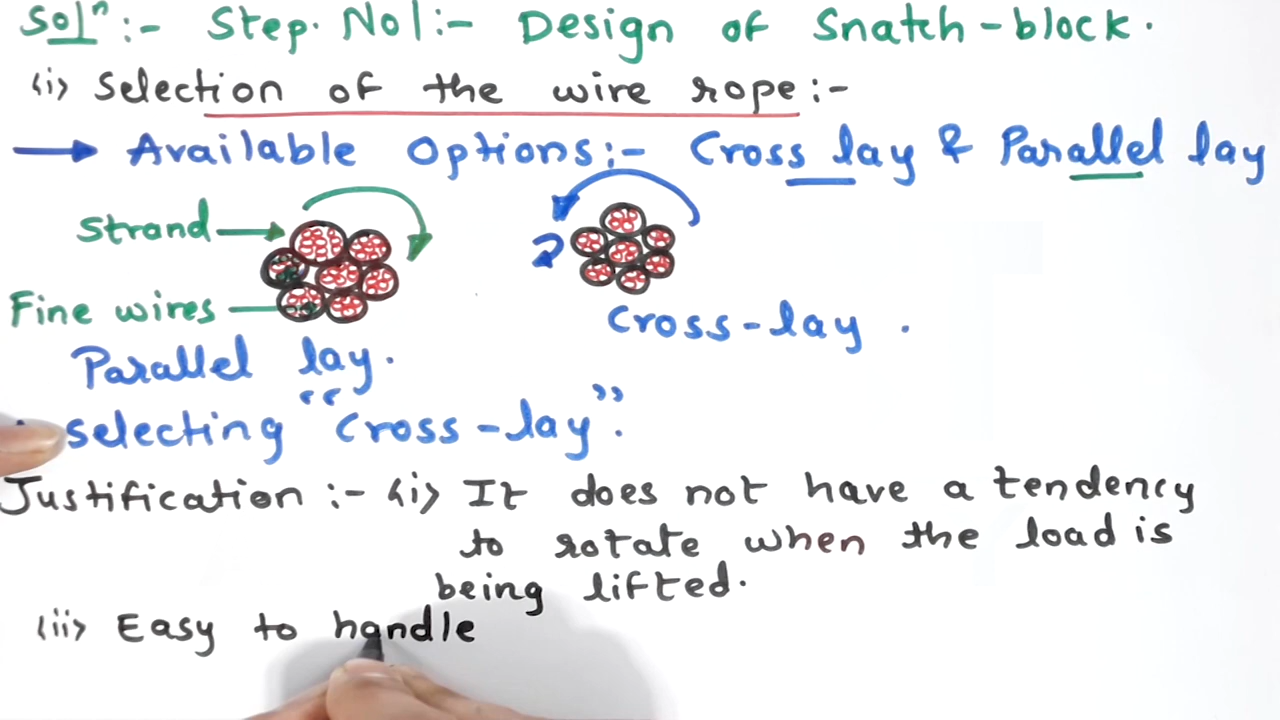 Solⁿ :- Step. No1:- Design of Snatch-block.
(i) Selection of the wire rope:-
→ Available Options:- Cross lay & Parallel lay
Strand
Fine wires
Parallel lay.
Cross-lay .
selecting "Cross-lay".
Justification :- (i) It does not have a tendency
to rotate when the load is
being lifted.
(ii) Easy to handle